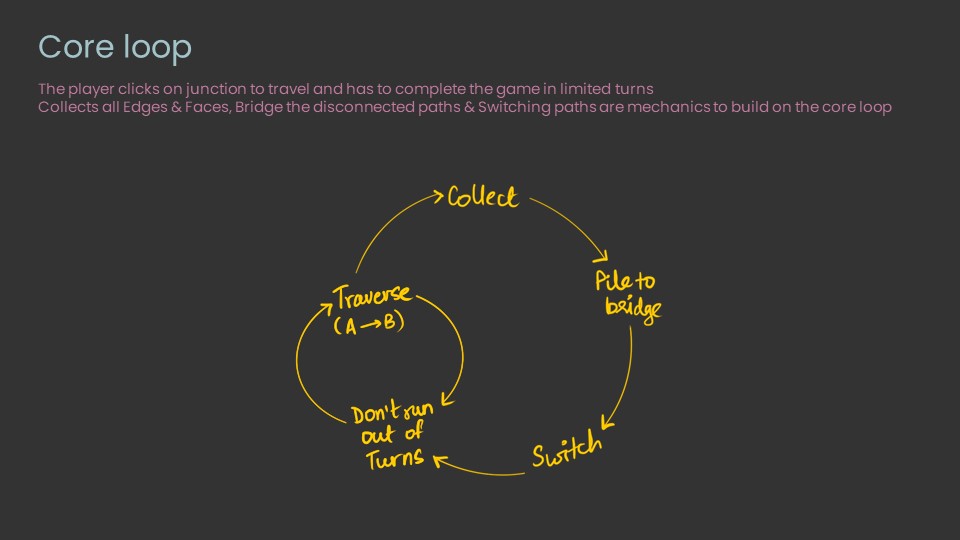 Core loop
The player clicks on junction to travel and has to complete the game in limited turns
Collects all Edges & Faces, Bridge the disconnected paths & Switching paths are mechanics to build on the core loop
Collect
Pile to
bridge
Traverse
(A→B)
Don't run
out of
Turns
Switch